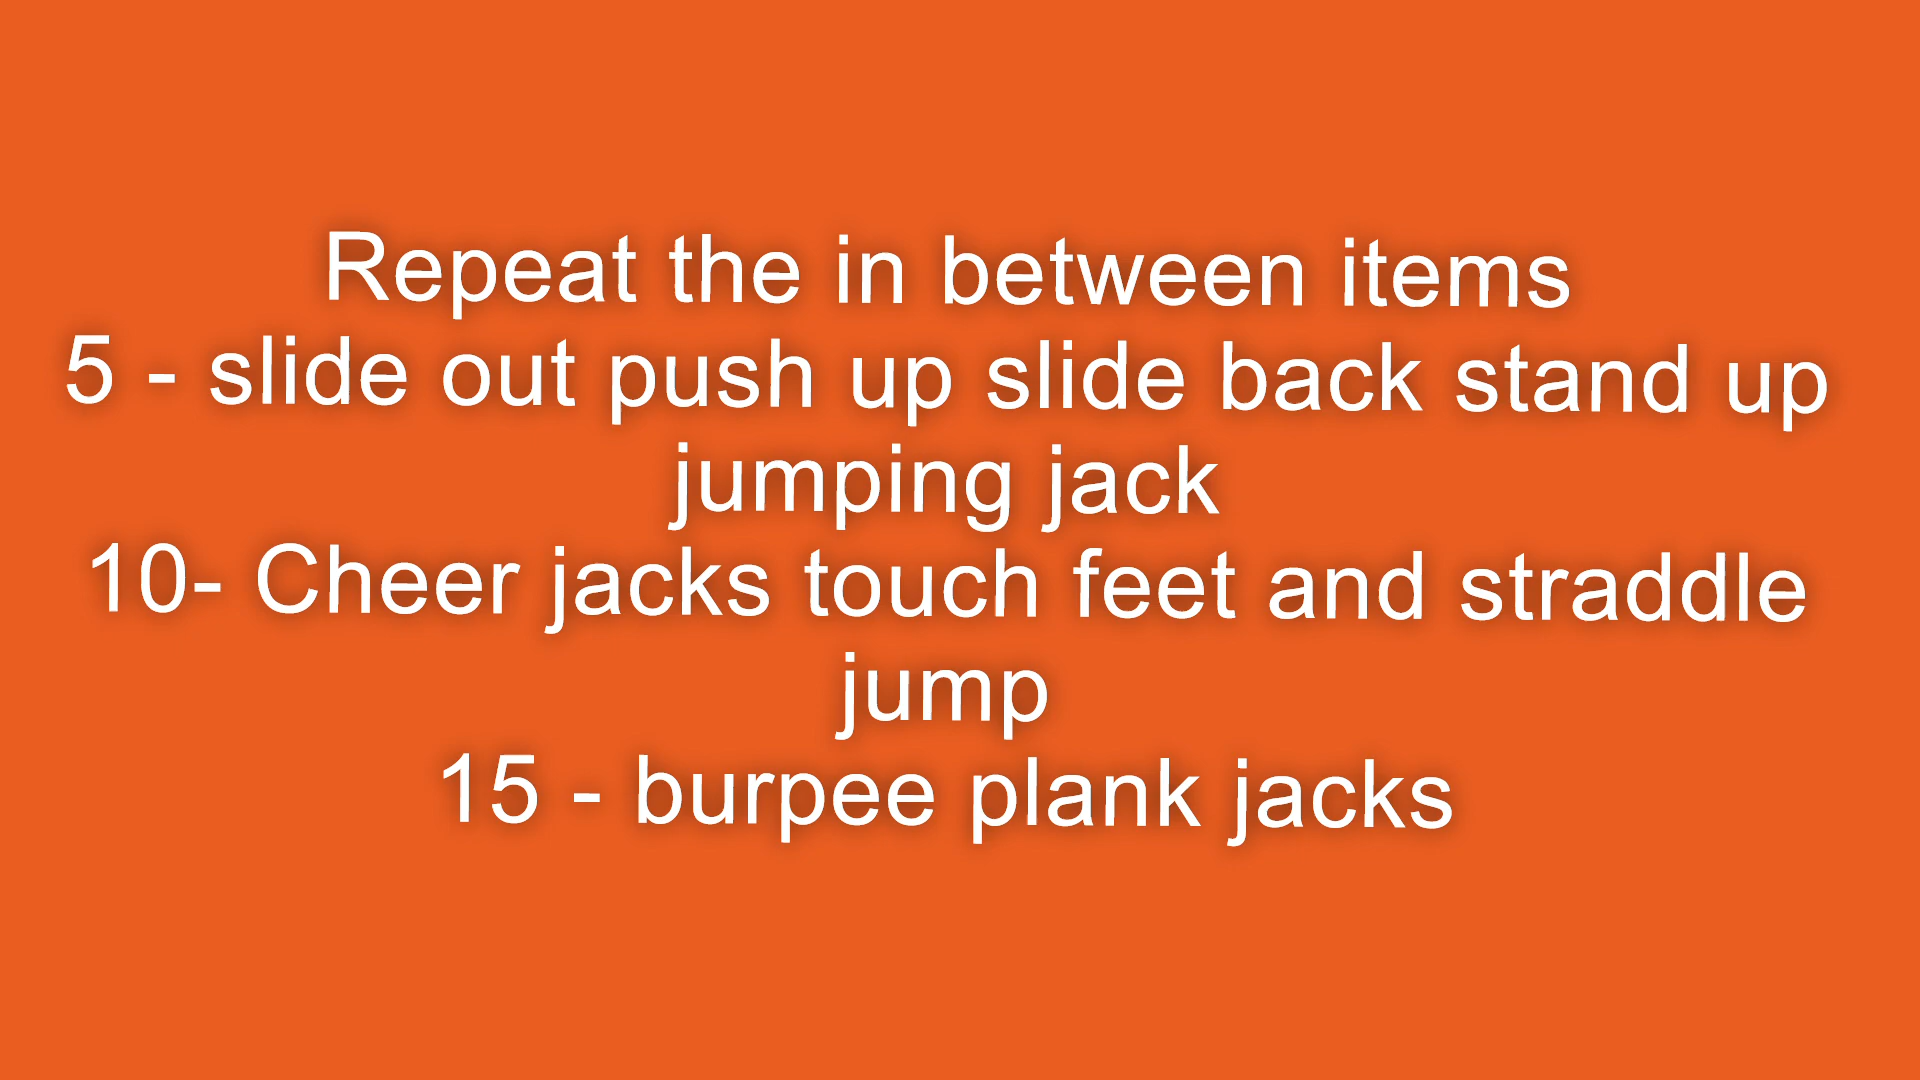 Repeat the in between items
5 - slide out push up slide back stand up
jumping jack
10- Cheer jacks touch feet and straddle
jump
15 - burpee plank jacks